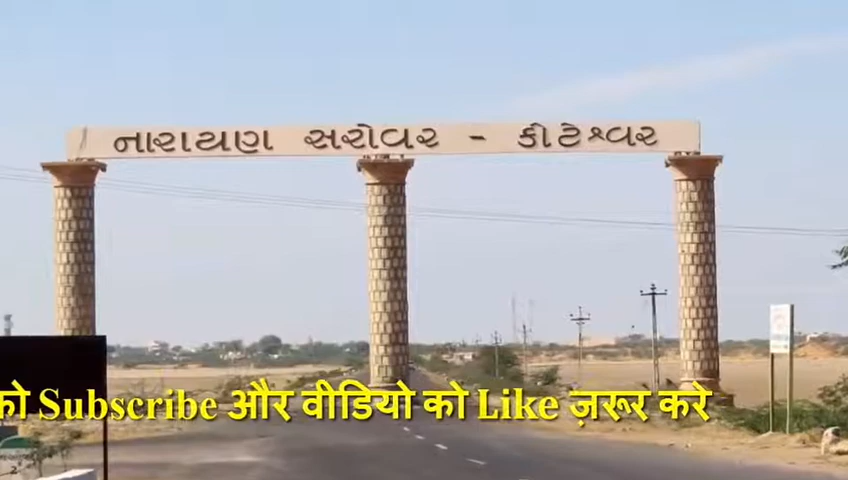 નારાયણ સરોવર - કોટેશ્વર
को Subscribe और वीडियो को Like ज़रूर करे